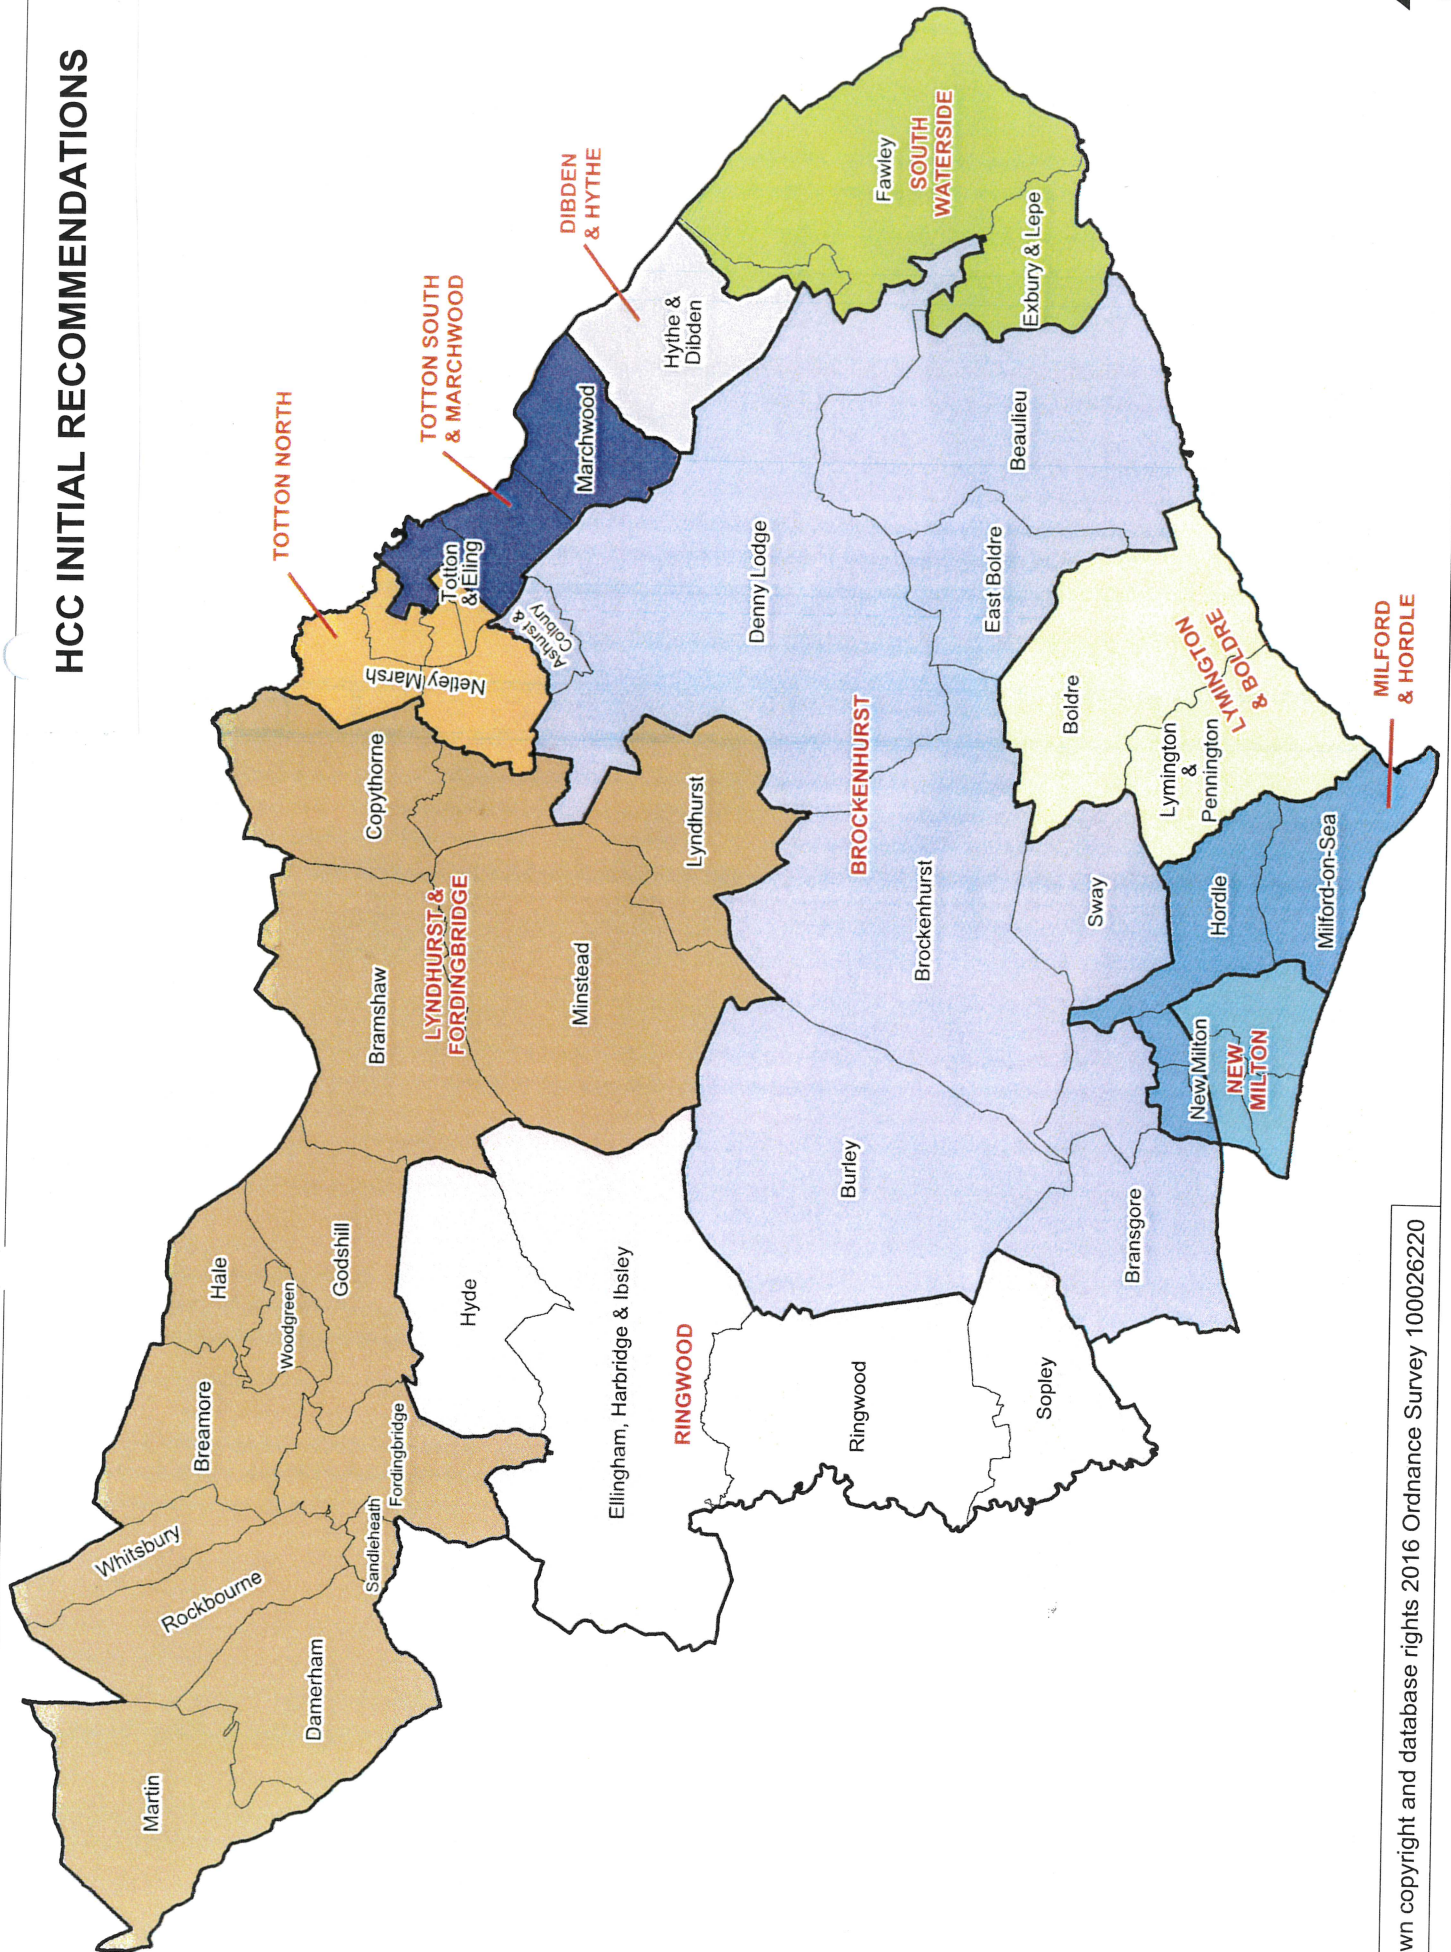 HCC INITIAL RECOMMENDATIONS
TOTTON NORTH
TOTTON SOUTH
& MARCHWOOD
DIBDEN
& HYTHE
Martin
Whitsbury
Rockbourne
Damerham
Breamore
Hale
Woodgreen
Godshill
Sandleheath
Fordingbridge
Hyde
Bramshaw
LYNDHURST &
FORDINGBRIDGE
Copythorne
Netley Marsh
Totton
& Eling
Marchwood
Ashurst &
Colbury
Hythe &
Dibden
Minstead
Lyndhurst
Denny Lodge
Ellingham, Harbridge & Ibsley
RINGWOOD
Ringwood
Sopley
Burley
BROCKENHURST
Brockenhurst
East Boldre
Beaulieu
Fawley
SOUTH
WATERSIDE
Exbury & Lepe
Bransgore
Sway
Boldre
Lymington
&
Pennington
LYMINGTON
& BOLDRE
New Milton
NEW
MILTON
Hordle
Milford-on-Sea
MILFORD
& HORDLE
wn copyright and database rights 2016 Ordnance Survey 100026220